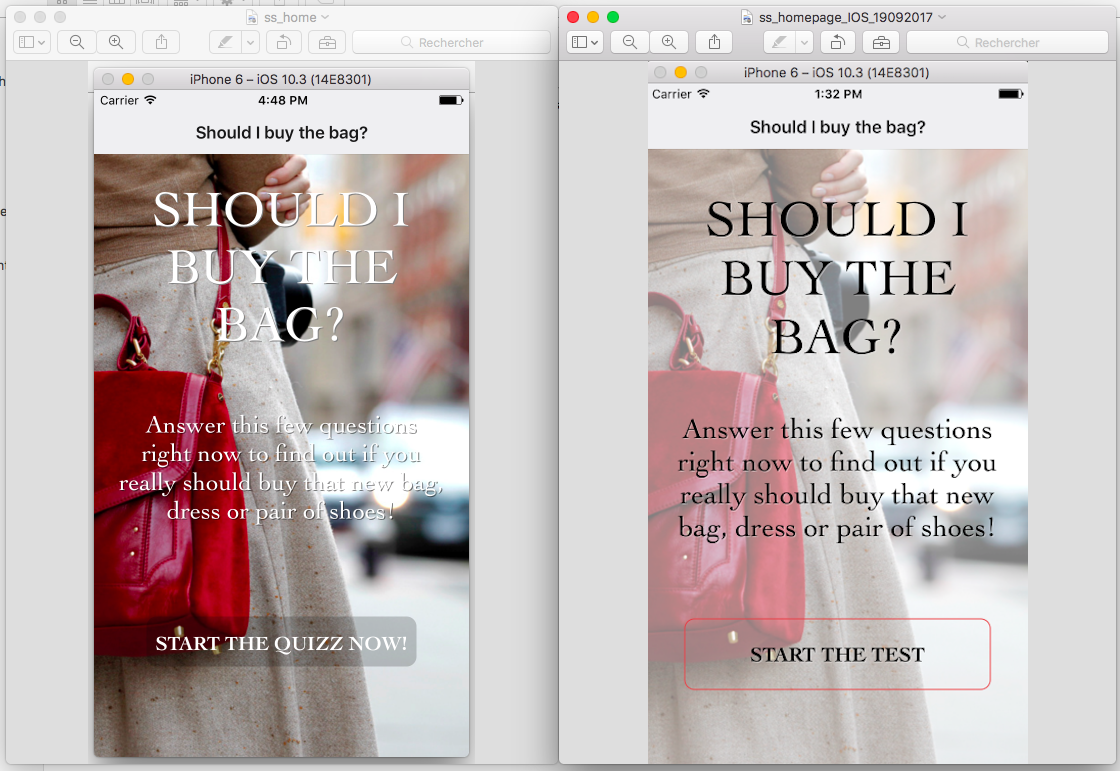 ss_home
Rechercher
iPhone 6 – iOS 10.3 (14E8301)
Carrier
4:48 PM
Should I buy the bag?
SHOULD I
BUY THE
BAG?
Answer this few questions
right now to find out if you
really should buy that new bag,
dress or pair of shoes!
START THE QUIZZ NOW!
ss_homepage_IOS_19092017
Rechercher
iPhone 6 – iOS 10.3 (14E8301)
Carrier
1:32 PM
Should I buy the bag?
SHOULD I
BUY THE
BAG?
Answer this few questions
right now to find out if you
really should buy that new
bag, dress or pair of shoes!
START THE TEST